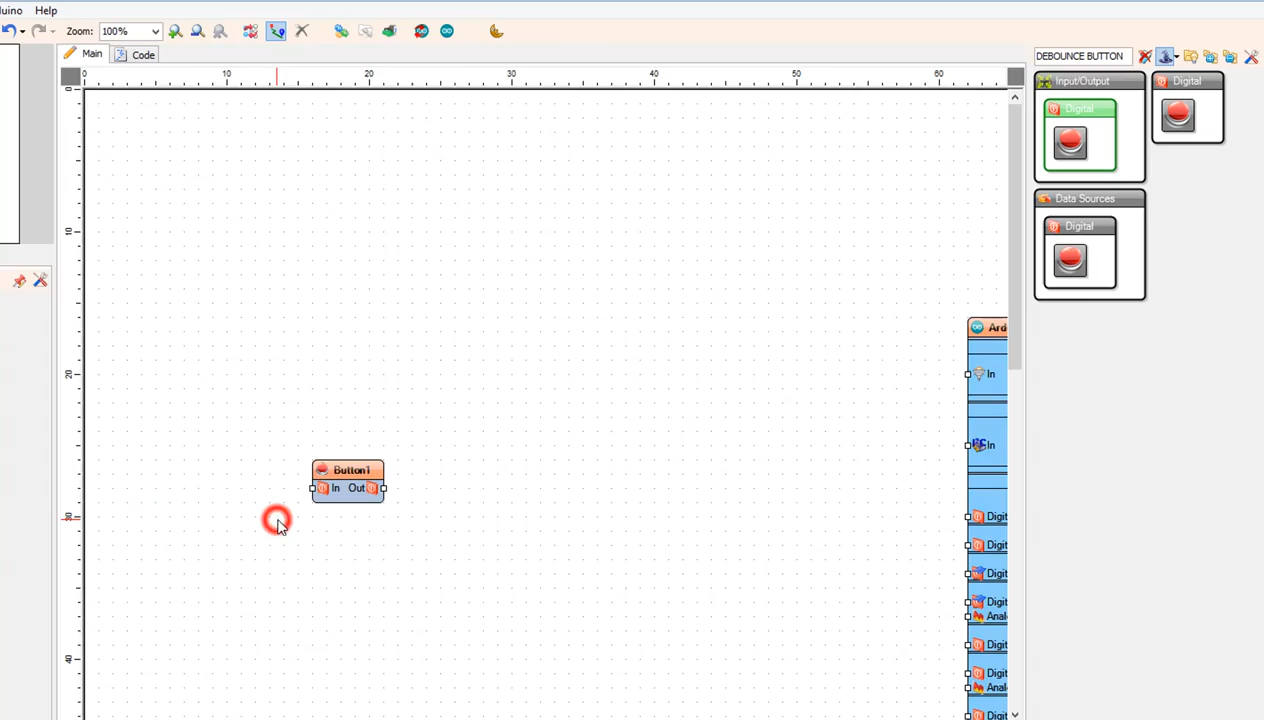 uino Help
Zoom: 100%
Main Code
0 10 20 30 40 50 60
0
10
20
30
40
Button1
In Out
Ard
In
In
Digit
Digit
Digit
Digit
Anal
Digit
Digit
Anal
Digit
DEBOUNCE BUTTON
Input/Output
Digital
Digital
Data Sources
Digital